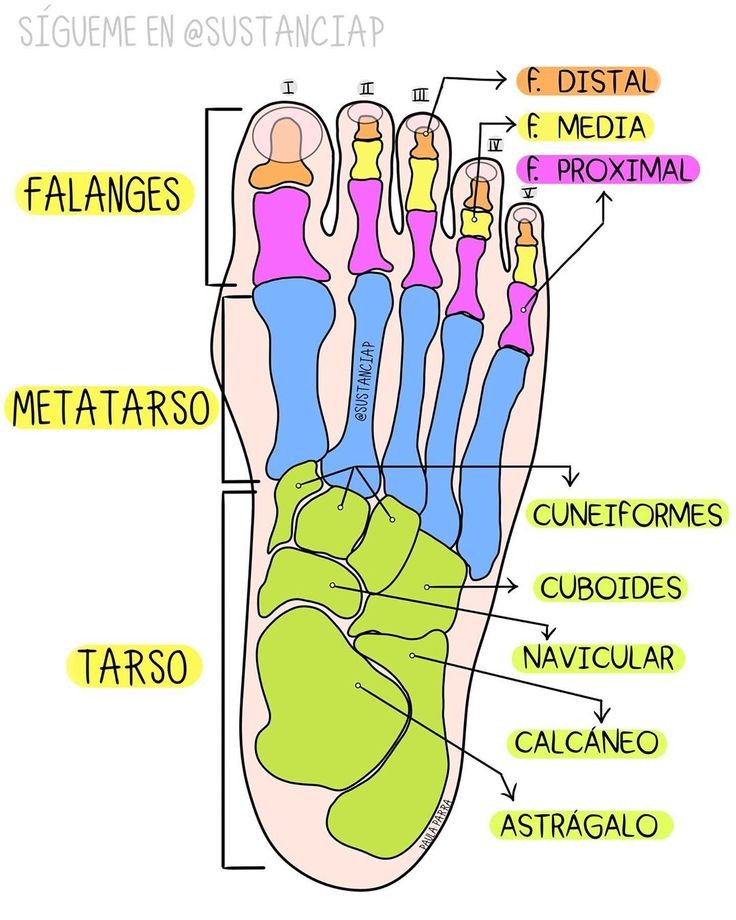 SÍGUEME EN @SUSTANCIAP
I
II
III
IV
V
F. DISTAL
F. MEDIA
F. PROXIMAL
FALANGES
METATARSO
@SUSTANCIAP
CUNEIFORMES
CUBOIDES
NAVICULAR
TARSO
CALCÁNEO
ASTRÁGALO
PAULA PARRA